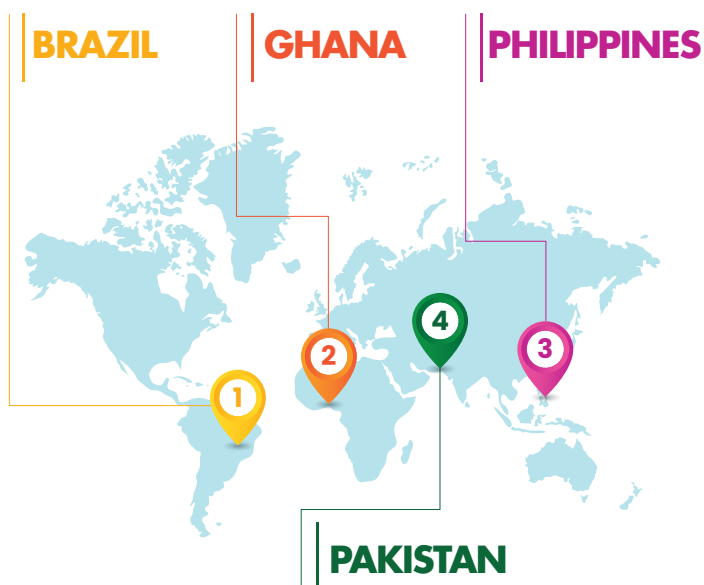 BRAZIL
GHANA
PHILIPPINES
4
3
2
1
PAKISTAN